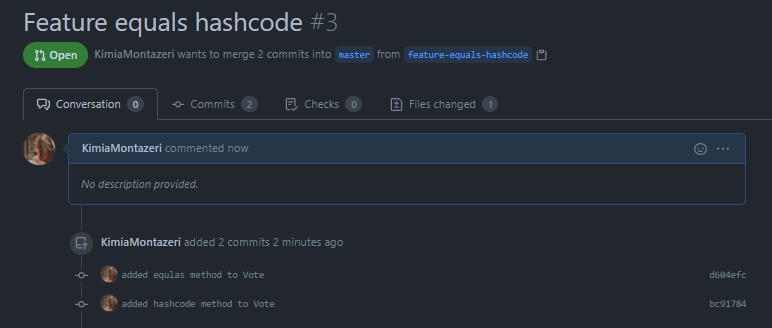 Feature equals hashcode #3
Open KimiaMontazeri wants to merge 2 commits into master from feature-equals-hashcode
Conversation 0 Commits 2 Checks 0 Files changed 1
KimiaMontazeri commented now
No description provided.
KimiaMontazeri added 2 commits 2 minutes ago
added equlas method to Vote d604efc
added hashcode method to Vote bc91784